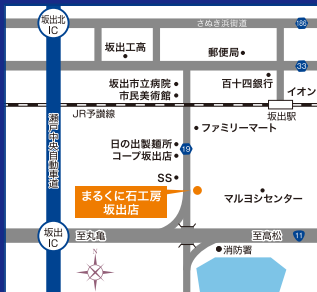 坂出北
IC
さぬき浜街道
186
坂出工高
郵便局
33
坂出市立病院
市民美術館
百十四銀行
イオン
坂出駅
JR予讃線
ファミリーマート
瀬戸中央自動車道
日の出製麺所
コープ坂出店
19
SS
まるくに石工房
坂出店
マルヨシセンター
坂出
IC
至丸亀
至高松
11
消防署
N